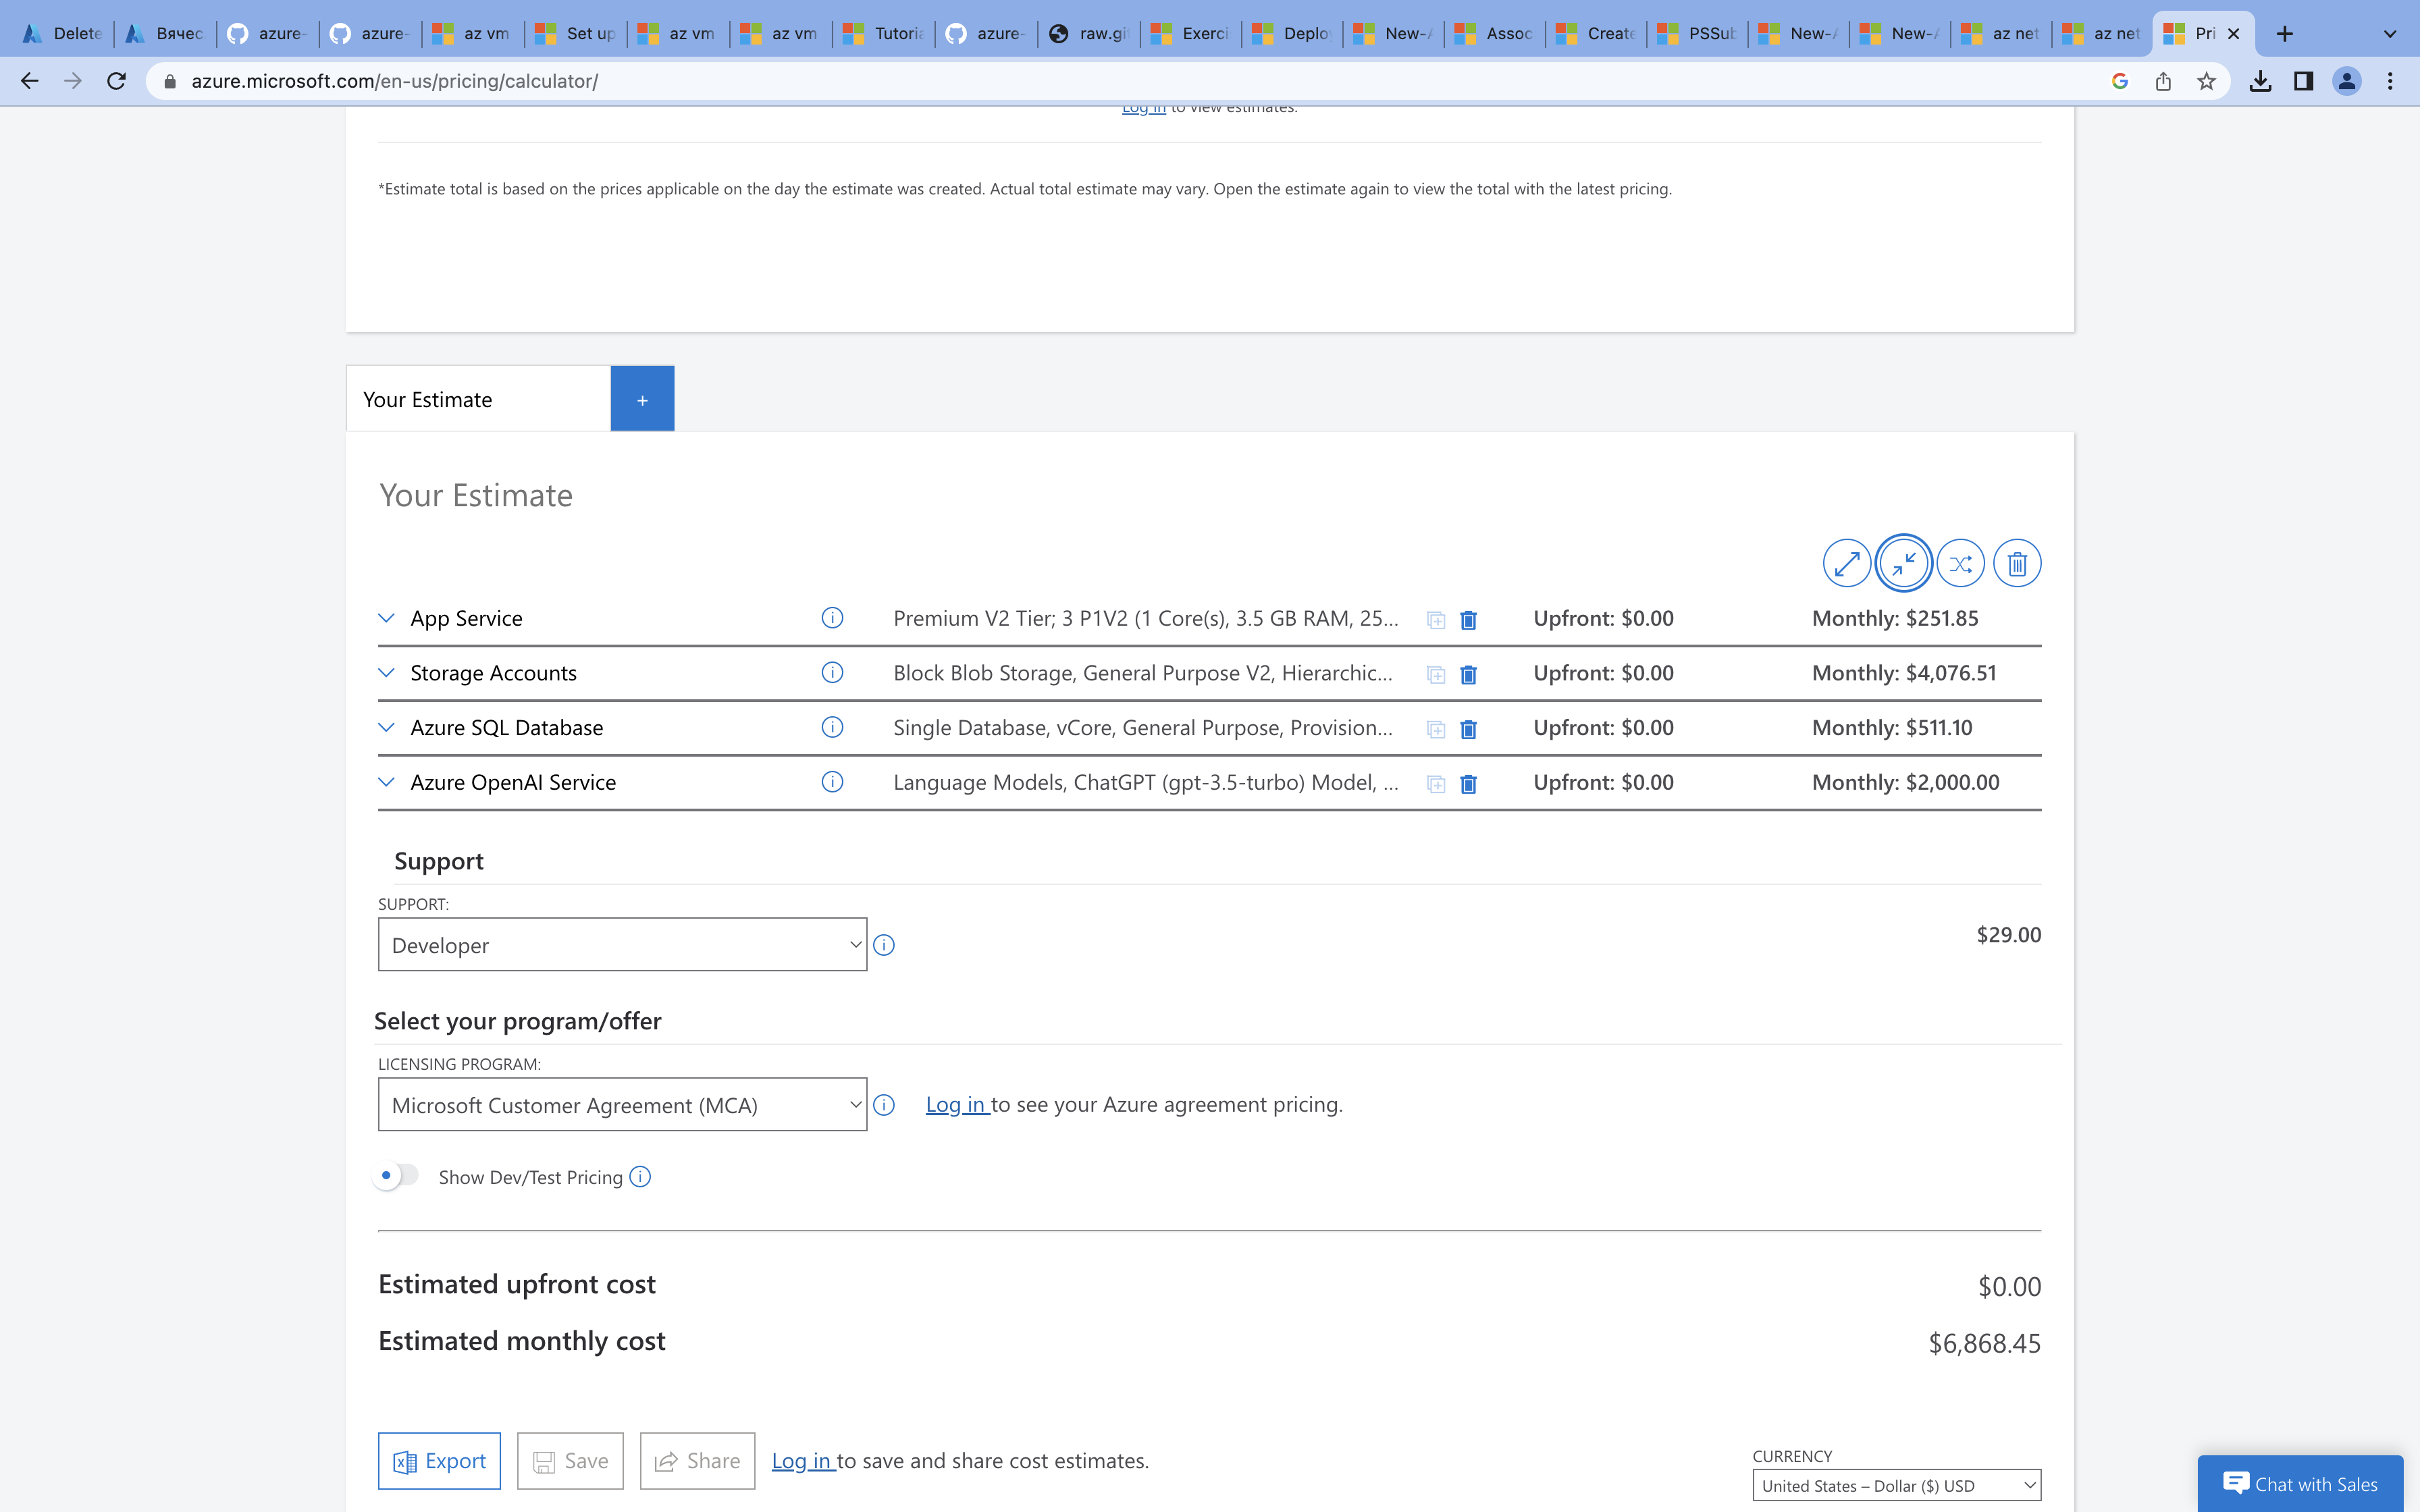 Delete
Вячес
azure-
azure-
az vm
Set up
az vm
az vm
Tutoria
azure-
raw.gi
Exerci
Deplo
New-A
Assoc
Create
PSSub
New-A
New-A
az net
az net
Pri
azure.microsoft.com/en-us/pricing/calculator/
Log in to view estimates.
*Estimate total is based on the prices applicable on the day the estimate was created. Actual total estimate may vary. Open the estimate again to view the total with the latest pricing.
Your Estimate
+
Your Estimate
App Service Premium V2 Tier; 3 P1V2 (1 Core(s), 3.5 GB RAM, 25... Upfront: $0.00 Monthly: $251.85
Storage Accounts Block Blob Storage, General Purpose V2, Hierarchic... Upfront: $0.00 Monthly: $4,076.51
Azure SQL Database Single Database, vCore, General Purpose, Provision... Upfront: $0.00 Monthly: $511.10
Azure OpenAI Service Language Models, ChatGPT (gpt-3.5-turbo) Model, ... Upfront: $0.00 Monthly: $2,000.00
Support
SUPPORT:
Developer
$29.00
Select your program/offer
LICENSING PROGRAM:
Microsoft Customer Agreement (MCA)
Log in to see your Azure agreement pricing.
Show Dev/Test Pricing
Estimated upfront cost $0.00
Estimated monthly cost $6,868.45
Export
Save
Share
Log in to save and share cost estimates.
CURRENCY
United States – Dollar ($) USD
Chat with Sales